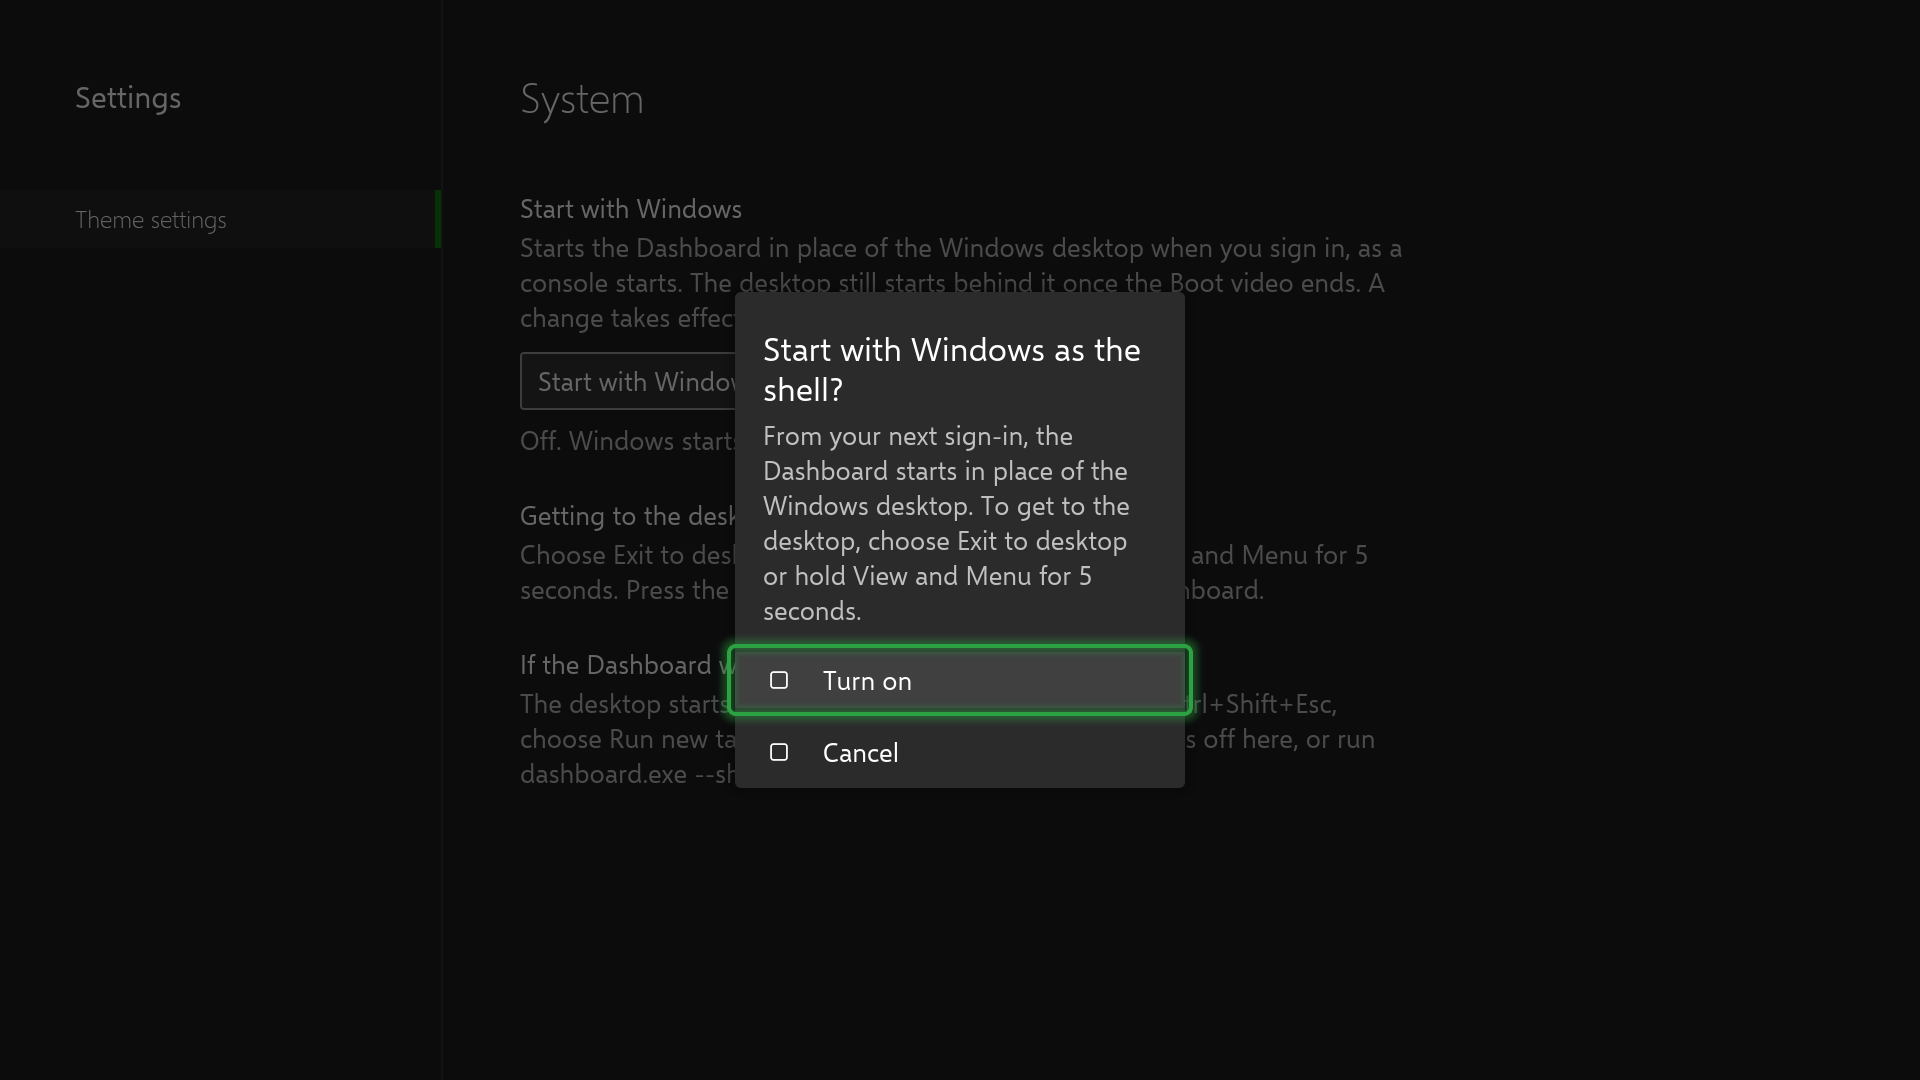 Settings
Theme settings
System
Start with Windows
Starts the Dashboard in place of the Windows desktop when you sign in, as a
console starts. The desktop still starts behind it once the Boot video ends. A
change takes effec
Start with Windo
Off. Windows starts
Getting to the desk
Choose Exit to desk and Menu for 5
seconds. Press the board.
If the Dashboard
The desktop starts trl+Shift+Esc,
choose Run new ta s off here, or run
dashboard.exe --sh
Start with Windows as the
shell?
From your next sign-in, the
Dashboard starts in place of the
Windows desktop. To get to the
desktop, choose Exit to desktop
or hold View and Menu for 5
seconds.
Turn on
Cancel